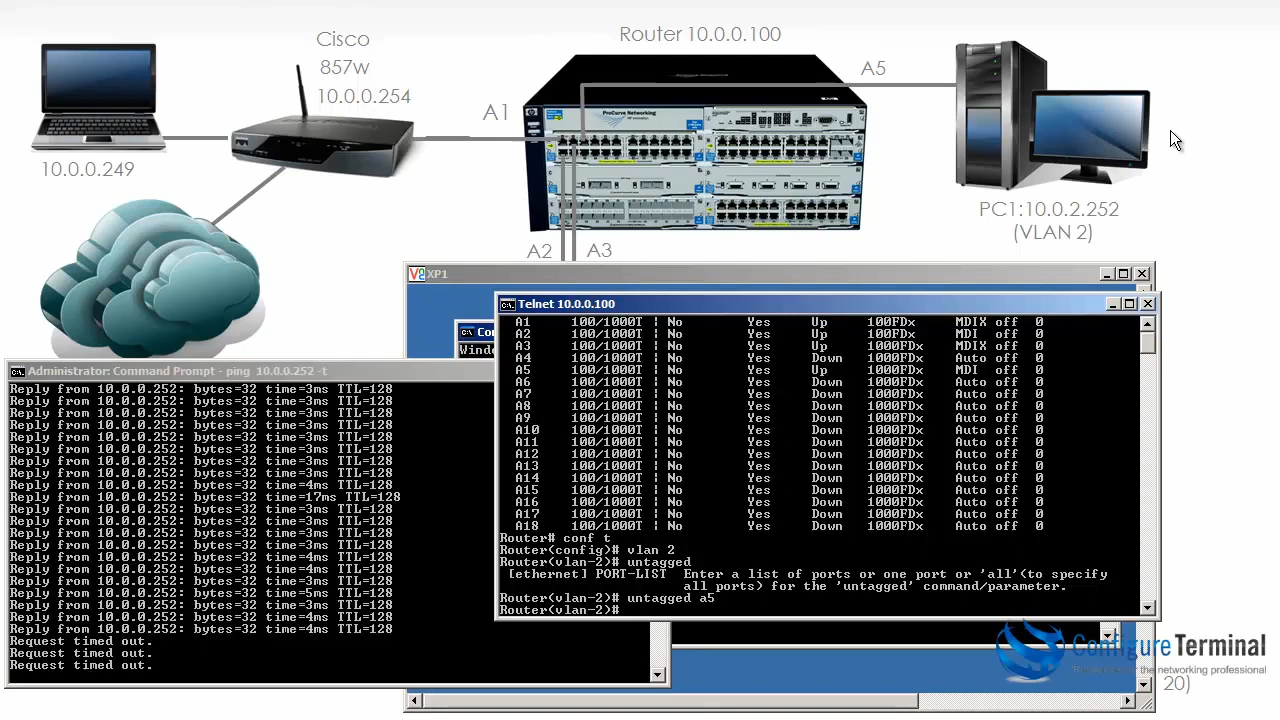 Cisco
857w
10.0.0.254
Router 10.0.0.100
A5
A1
10.0.0.249
ProCurve Networking
PC1:10.0.2.252
(VLAN 2)
A2
A3
XP1
Telnet 10.0.0.100
A1 100/1000T | No Yes Up 100FDx MDIX off 0
A2 100/1000T | No Yes Up 100FDx MDI off 0
A3 100/1000T | No Yes Up 100FDx MDIX off 0
A4 100/1000T | No Yes Down 1000FDx Auto off 0
A5 100/1000T | No Yes Up 1000FDx MDI off 0
A6 100/1000T | No Yes Down 1000FDx Auto off 0
A7 100/1000T | No Yes Down 1000FDx Auto off 0
A8 100/1000T | No Yes Down 1000FDx Auto off 0
A9 100/1000T | No Yes Down 1000FDx Auto off 0
A10 100/1000T | No Yes Down 1000FDx Auto off 0
A11 100/1000T | No Yes Down 1000FDx Auto off 0
A12 100/1000T | No Yes Down 1000FDx Auto off 0
A13 100/1000T | No Yes Down 1000FDx Auto off 0
A14 100/1000T | No Yes Down 1000FDx Auto off 0
A15 100/1000T | No Yes Down 1000FDx Auto off 0
A16 100/1000T | No Yes Down 1000FDx Auto off 0
A17 100/1000T | No Yes Down 1000FDx Auto off 0
A18 100/1000T | No Yes Down 1000FDx Auto off 0
Router# conf t
Router(config)# vlan 2
Router(vlan-2)# untagged
[ethernet] PORT-LIST Enter a list of ports or one port or 'all'(to specify
all ports) for the 'untagged' command/parameter.
Router(vlan-2)# untagged a5
Router(vlan-2)#
Co
Windo
Administrator: Command Prompt - ping 10.0.0.252 -t
Reply from 10.0.0.252: bytes=32 time=3ms TTL=128
Reply from 10.0.0.252: bytes=32 time=3ms TTL=128
Reply from 10.0.0.252: bytes=32 time=3ms TTL=128
Reply from 10.0.0.252: bytes=32 time=3ms TTL=128
Reply from 10.0.0.252: bytes=32 time=3ms TTL=128
Reply from 10.0.0.252: bytes=32 time=3ms TTL=128
Reply from 10.0.0.252: bytes=32 time=3ms TTL=128
Reply from 10.0.0.252: bytes=32 time=3ms TTL=128
Reply from 10.0.0.252: bytes=32 time=4ms TTL=128
Reply from 10.0.0.252: bytes=32 time=17ms TTL=128
Reply from 10.0.0.252: bytes=32 time=3ms TTL=128
Reply from 10.0.0.252: bytes=32 time=3ms TTL=128
Reply from 10.0.0.252: bytes=32 time=3ms TTL=128
Reply from 10.0.0.252: bytes=32 time=3ms TTL=128
Reply from 10.0.0.252: bytes=32 time=4ms TTL=128
Reply from 10.0.0.252: bytes=32 time=4ms TTL=128
Reply from 10.0.0.252: bytes=32 time=3ms TTL=128
Reply from 10.0.0.252: bytes=32 time=5ms TTL=128
Reply from 10.0.0.252: bytes=32 time=3ms TTL=128
Reply from 10.0.0.252: bytes=32 time=4ms TTL=128
Reply from 10.0.0.252: bytes=32 time=4ms TTL=128
Request timed out.
Request timed out.
Request timed out.
ConfigureTerminal
for the networking professional
20)